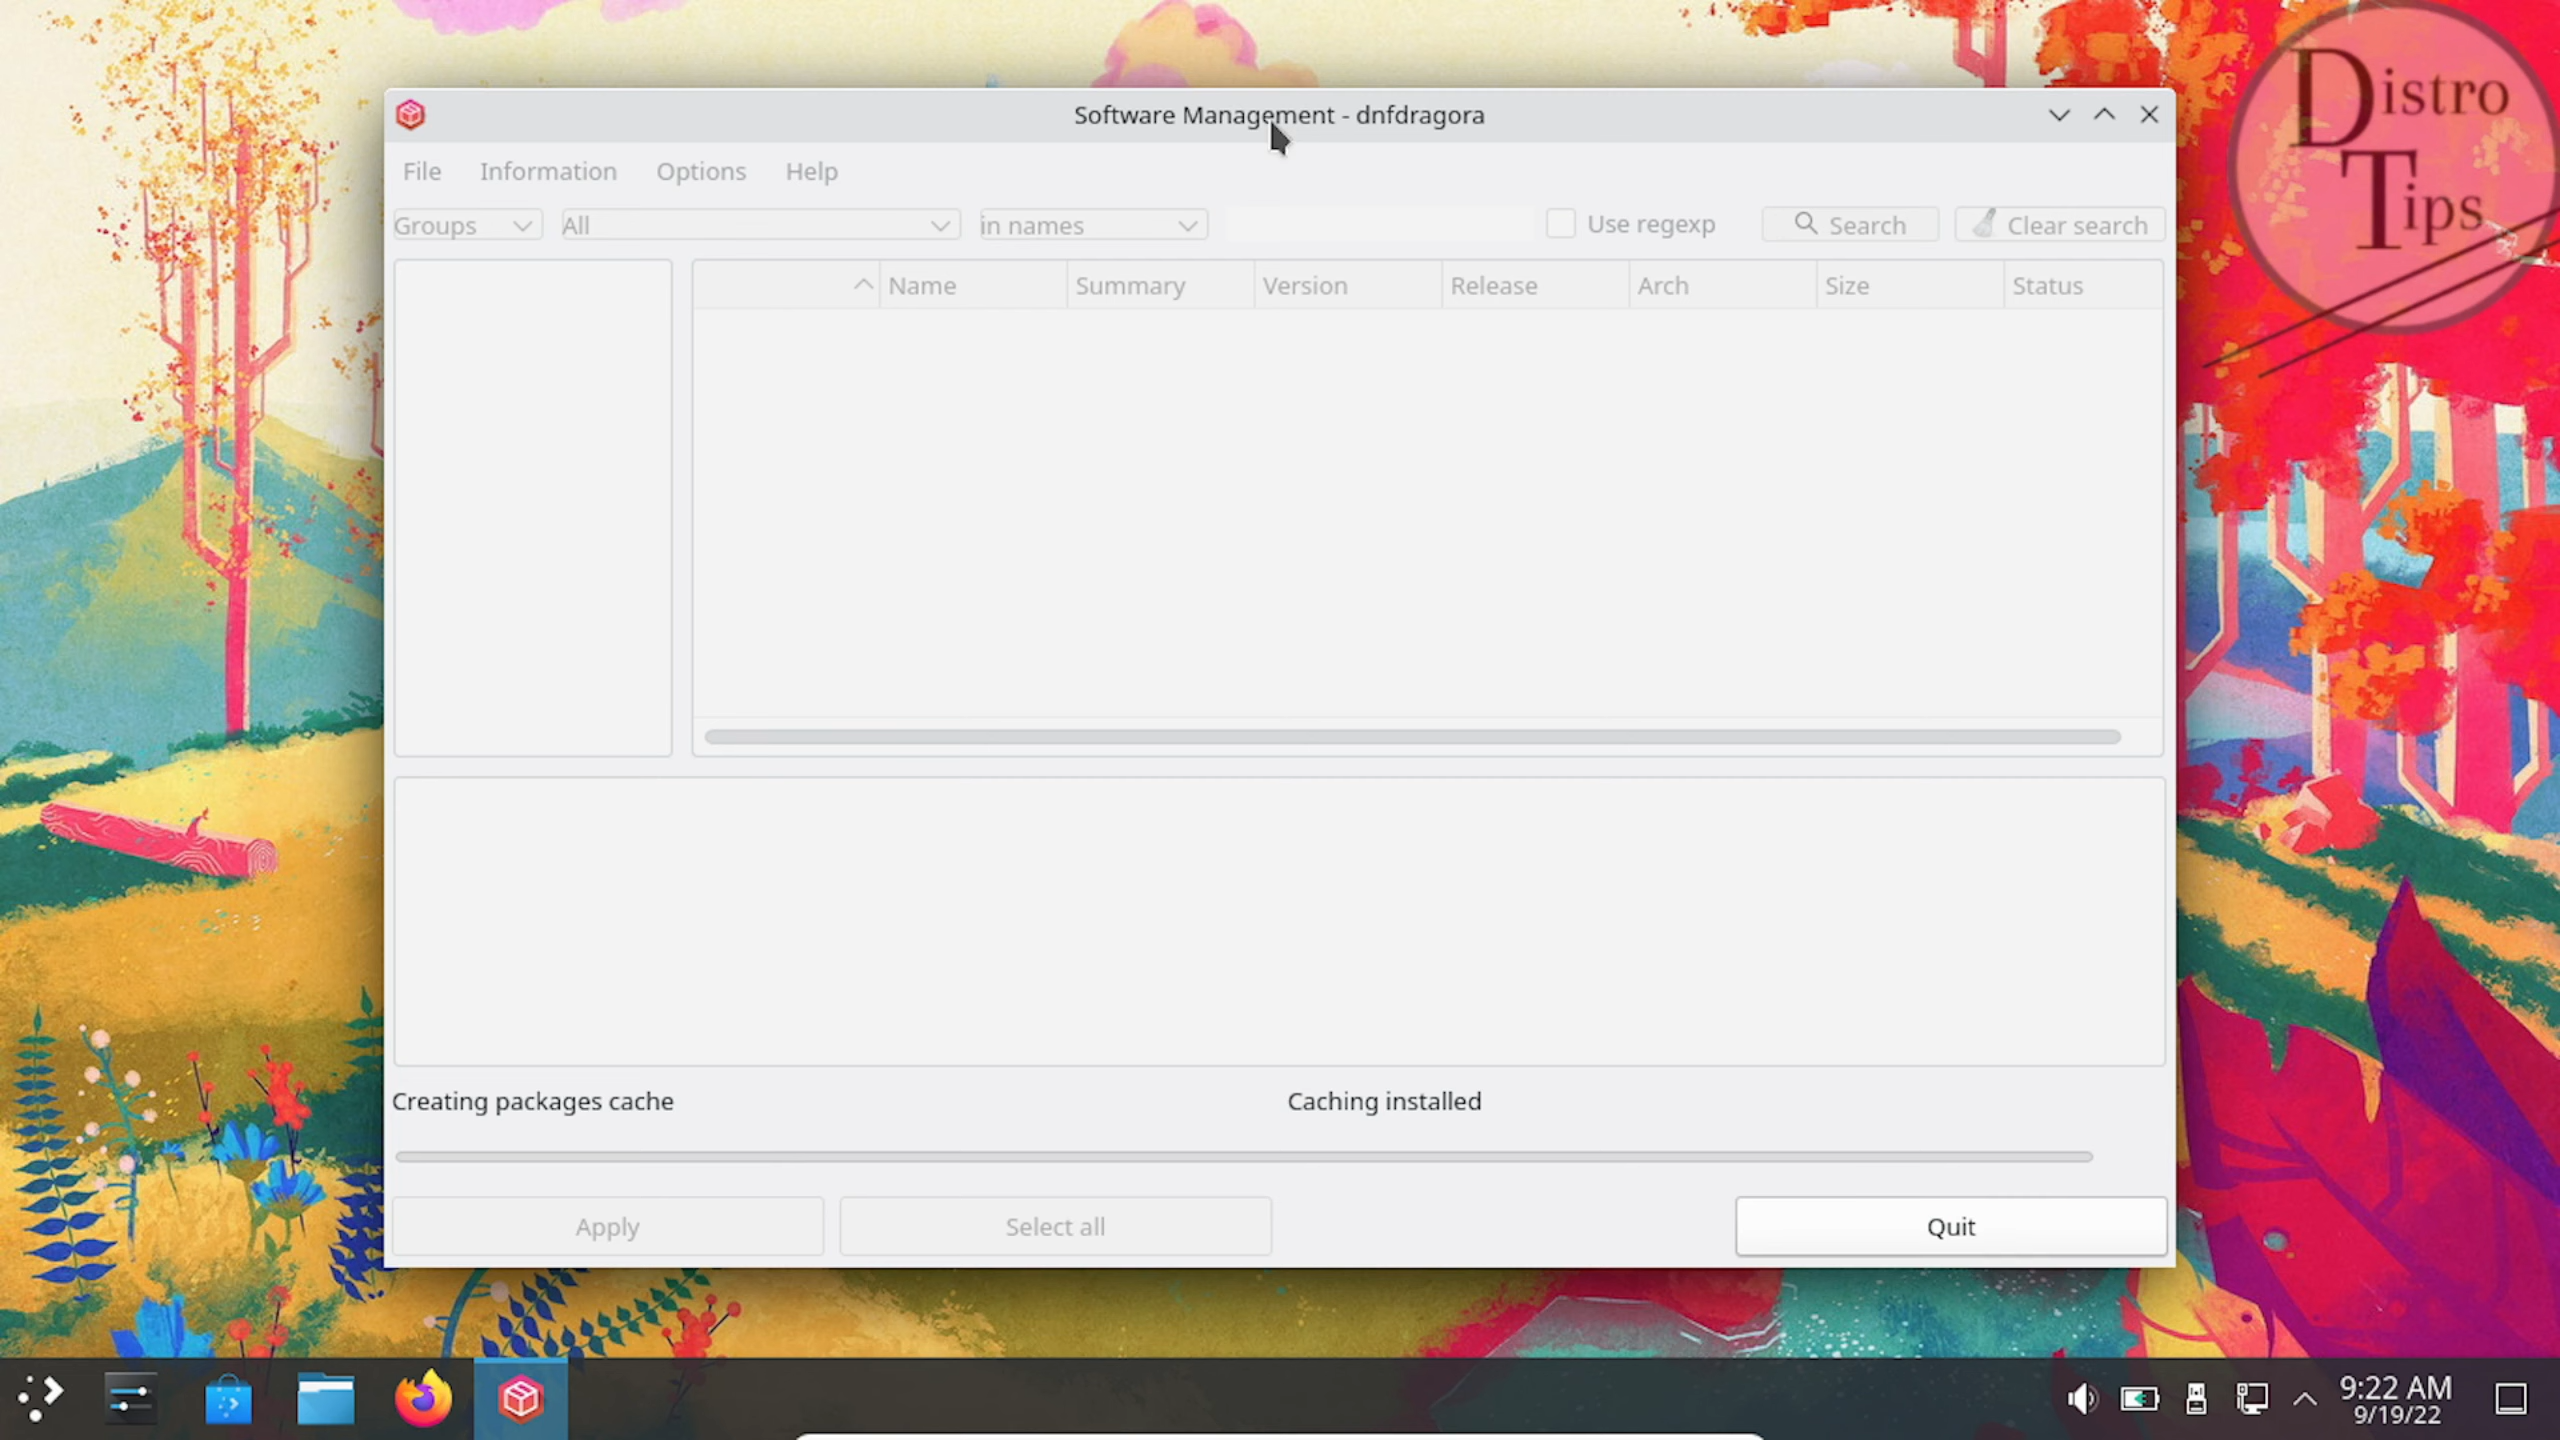 Distro
Tips
Software Management - dnfdragora
File Information Options Help
Groups All in names Use regexp Search Clear search
Name Summary Version Release Arch Size Status
Creating packages cache Caching installed
Apply Select all Quit
9:22 AM
9/19/22